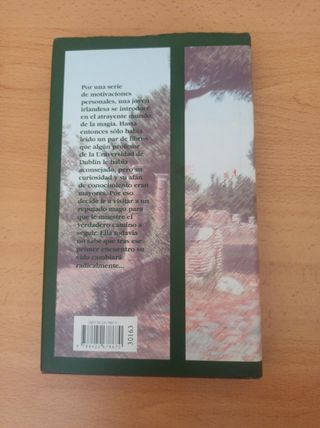 Por una serie
de motivaciones
personales, una joven
irlandesa se introduce
en el atrayente mundo
de la magia. Hasta
entonces sólo había
leído un par de libros
que algún profesor
de la Universidad de
Dublín le había
aconsejado, pero su
curiosidad y su afán
de conocimiento eran
mayores. Por eso
decide ir a visitar a un
reputado mago para
que le muestre el
verdadero camino a
seguir. Ella todavía
no sabe que tras ese
primer encuentro su
vida cambiará
radicalmente...
30163